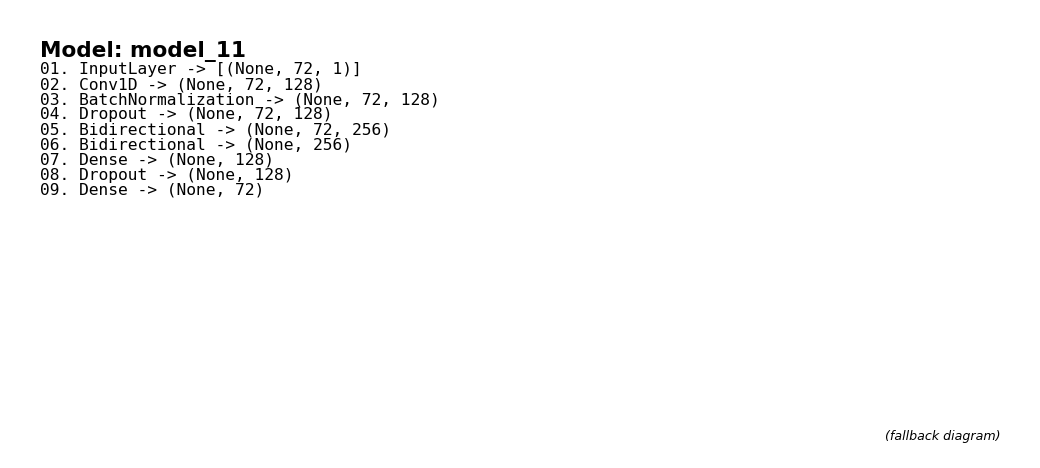 Model: model_11
01. InputLayer -> [(None, 72, 1)]
02. Conv1D -> (None, 72, 128)
03. BatchNormalization -> (None, 72, 128)
04. Dropout -> (None, 72, 128)
05. Bidirectional -> (None, 72, 256)
06. Bidirectional -> (None, 256)
07. Dense -> (None, 128)
08. Dropout -> (None, 128)
09. Dense -> (None, 72)
(fallback diagram)